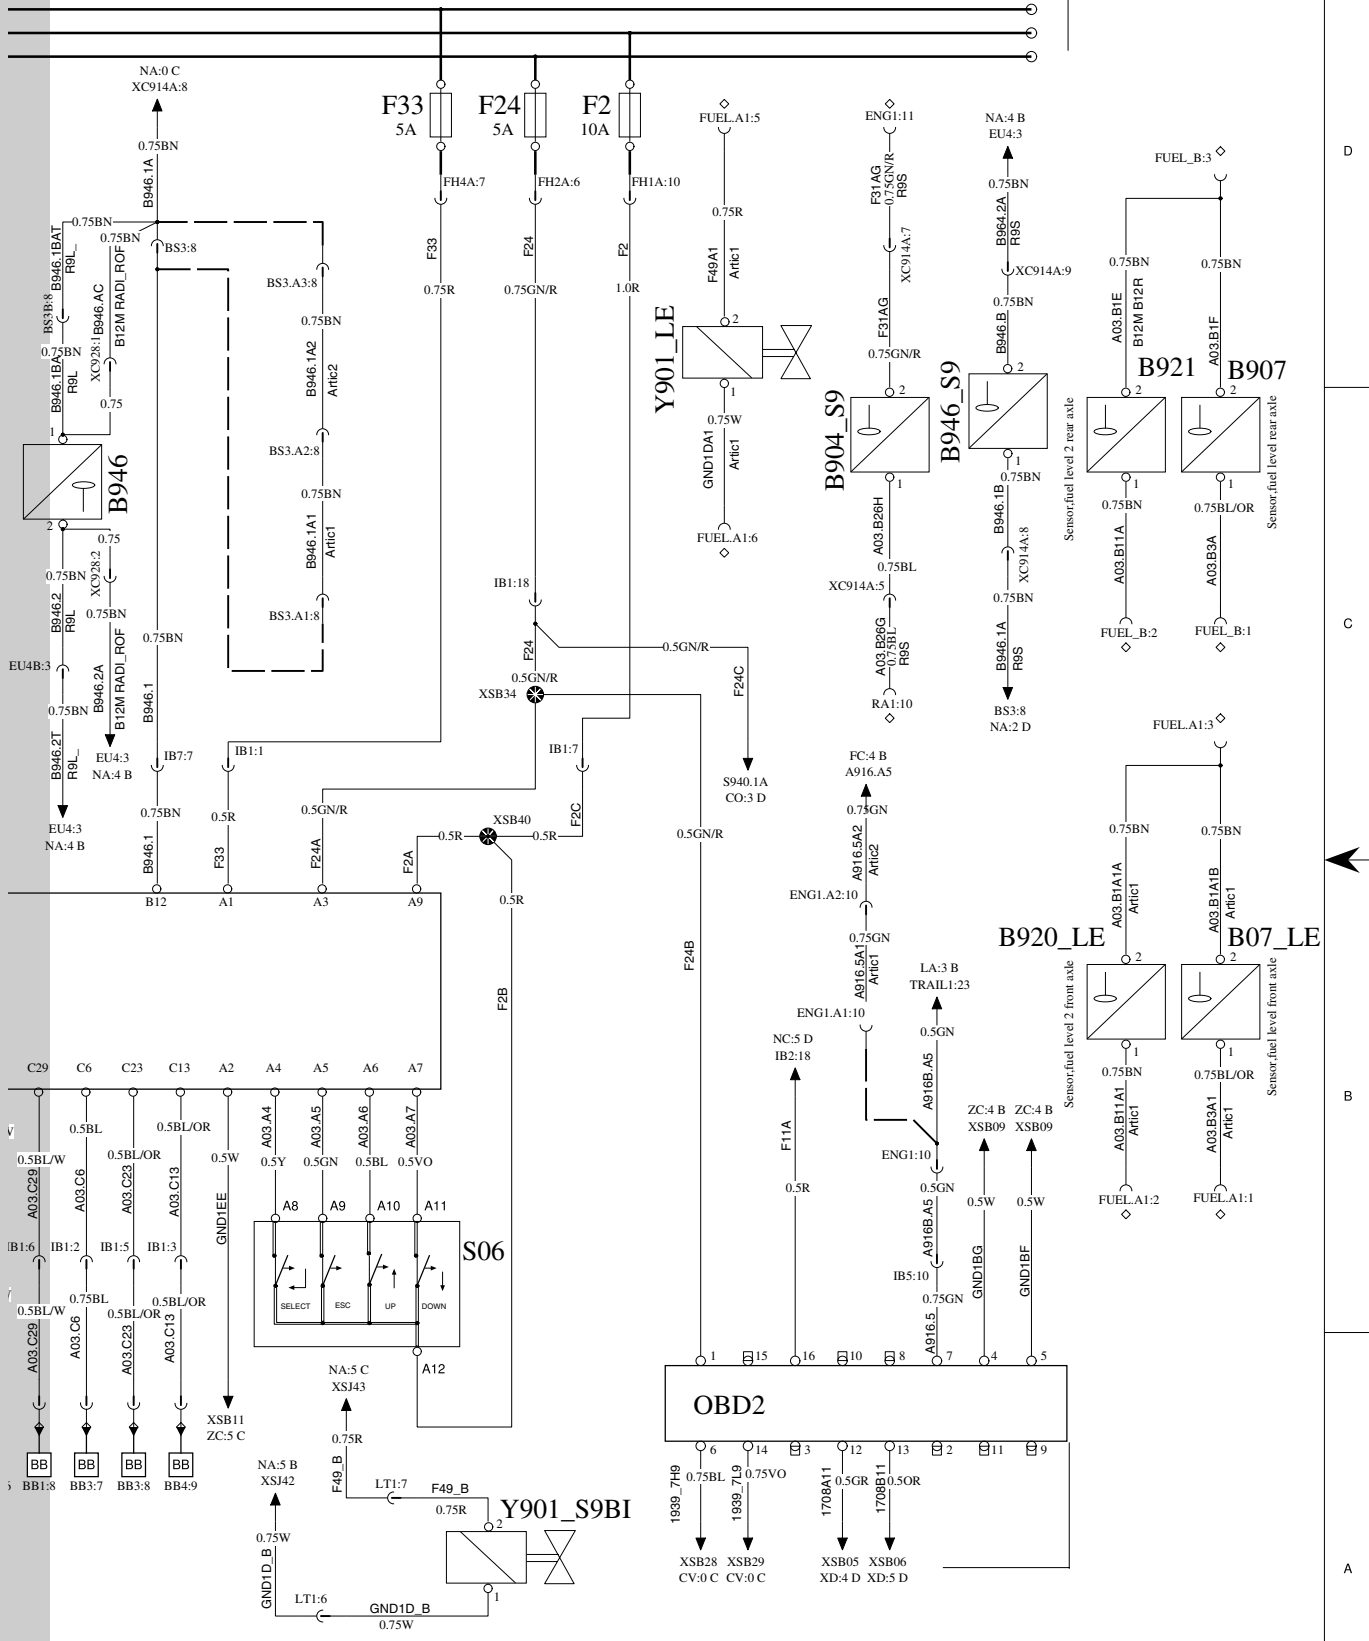 NA:0 C
XC914A:8
0.75BN
B946.1A
0.75BN
0.75BN
BS3:8
B946.1BAT
R9L_
BS3B:8
B946.AC
B12M RADI_ROF
0.75BN
XC928:1
B946.1BA
R9L
0.75
1
B946
2
0.75
0.75BN
XC928:2
B946.2
R9L
0.75BN
EU4B:3
B946.2A
B12M RADI_ROF
0.75BN
B946.2T
R9L_
EU4:3
NA:4 B
EU4:3
NA:4 B
BS3.A3:8
0.75BN
B946.1A2
Artic2
BS3.A2:8
0.75BN
B946.1A1
Artic1
BS3.A1:8
0.75BN
B946.1
IB7:7
0.75BN
B946.1
B12
F33
5A
FH4A:7
F33
0.75R
IB1:1
0.5R
F33
A1
F24
5A
FH2A:6
F24
0.75GN/R
IB1:18
F24
0.5GN/R
XSB34
0.5GN/R
F24A
A3
0.5GN/R
F24C
S940.1A
CO:3 D
F2
10A
FH1A:10
F2
1.0R
IB1:7
F2C
XSB40
0.5R
0.5R
F2A
A9
0.5R
F2B
FUEL.A1:5
0.75R
F49A1
Artic1
2
Y901_LE
1
0.75W
GND1DA1
Artic1
FUEL.A1:6
ENG1:11
F31AG
0.75GN/R
R9S
XC914A:7
F31AG
0.75GN/R
2
B904_S9
1
A03.B26H
0.75BL
XC914A:5
A03.B26G
0.75BL
R9S
RA1:10
NA:4 B
EU4:3
0.75BN
B964.2A
R9S
XC914A:9
0.75BN
B946.B
2
B946_S9
1
0.75BN
B946.1B
XC914A:8
0.75BN
B946.1A
R9S
BS3:8
NA:2 D
FUEL_B:3
0.75BN
A03.B1E
B12M B12R
0.75BN
A03.B1F
B921
B907
2
2
Sensor,fuel level 2 rear axle
Sensor,fuel level rear axle
1
1
0.75BN
A03.B11A
0.75BL/OR
A03.B3A
FUEL_B:2
FUEL_B:1
FUEL.A1:3
0.75BN
0.75BN
A03.B1A1A
Artic1
A03.B1A1B
Artic1
B920_LE
B07_LE
2
2
Sensor,fuel level 2 front axle
Sensor,fuel level front axle
1
1
0.75BN
A03.B11A1
Artic1
0.75BL/OR
A03.B3A1
Artic1
FUEL.A1:2
FUEL.A1:1
FC:4 B
A916.A5
0.75GN
A916.5A2
Artic2
ENG1.A2:10
0.75GN
A916.5A1
Artic1
ENG1.A1:10
LA:3 B
TRAIL1:23
0.5GN
A916B.A5
ENG1:10
0.5GN
A916B.A5
IB5:10
0.75GN
A916.5
0.5GN/R
F24B
NC:5 D
IB2:18
F11A
0.5R
ZC:4 B
XSB09
0.5W
GND1BG
ZC:4 B
XSB09
0.5W
GND1BF
1
15
16
10
8
7
4
5
OBD2
6
14
3
12
13
2
11
9
1939_7H9
0.75BL
1939_7L9
0.75VO
1708A11
0.5GR
1708B11
0.5OR
XSB28
CV:0 C
XSB29
CV:0 C
XSB05
XD:4 D
XSB06
XD:5 D
C29
C6
C23
C13
A2
A4
A5
A6
A7
0.5BL/W
A03.C29
0.5BL
A03.C6
0.5BL/OR
A03.C23
0.5BL/OR
A03.C13
0.5W
GND1EE
A03.A4
0.5Y
A03.A5
0.5GN
A03.A6
0.5BL
A03.A7
0.5VO
IB1:6
IB1:2
IB1:5
IB1:3
0.5BL/W
A03.C29
0.75BL
A03.C6
0.5BL/OR
A03.C23
0.5BL/OR
A03.C13
BB
BB
BB
BB
BB1:8
BB3:7
BB3:8
BB4:9
XSB11
ZC:5 C
A8
A9
A10
A11
S06
SELECT
ESC
UP
DOWN
A12
NA:5 C
XSJ43
0.75R
F49_B
LT1:7
F49_B
0.75R
NA:5 B
XSJ42
0.75W
GND1D_B
LT1:6
GND1D_B
0.75W
Y901_S9BI
2
1
D
C
B
A